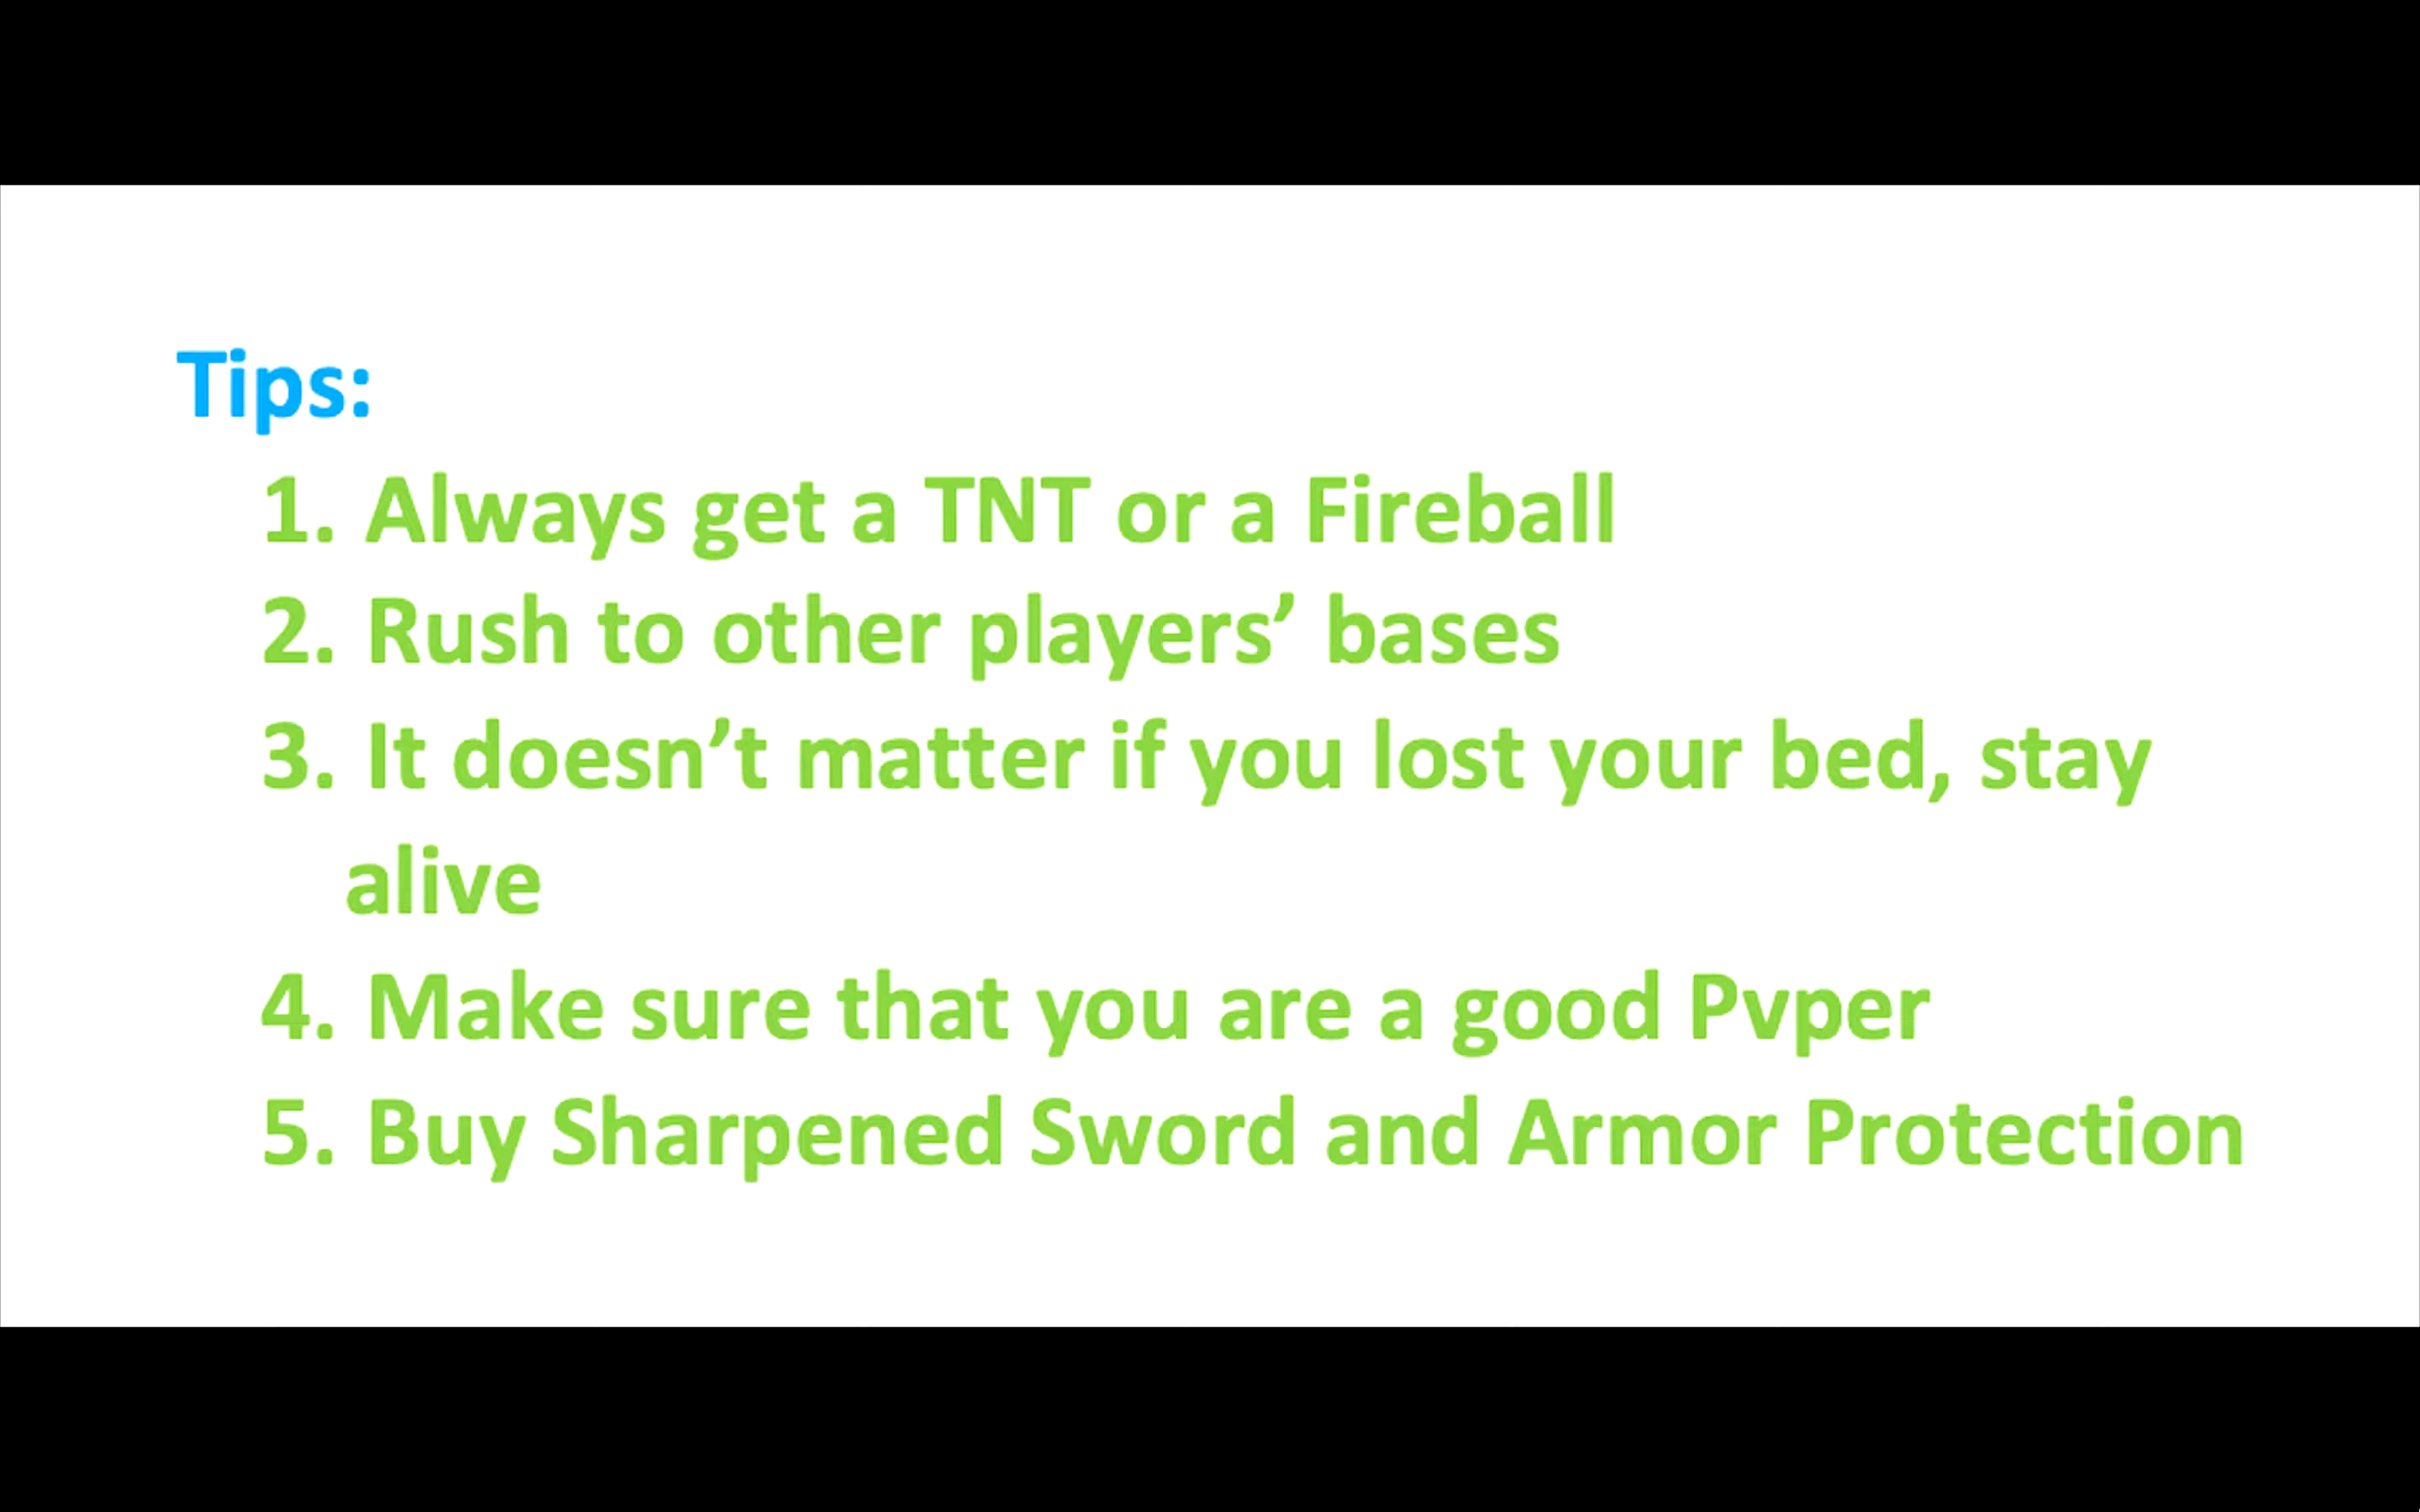 Tips:
1. Always get a TNT or a Fireball
2. Rush to other players’ bases
3. It doesn’t matter if you lost your bed, stay
alive
4. Make sure that you are a good Pvper
5. Buy Sharpened Sword and Armor Protection